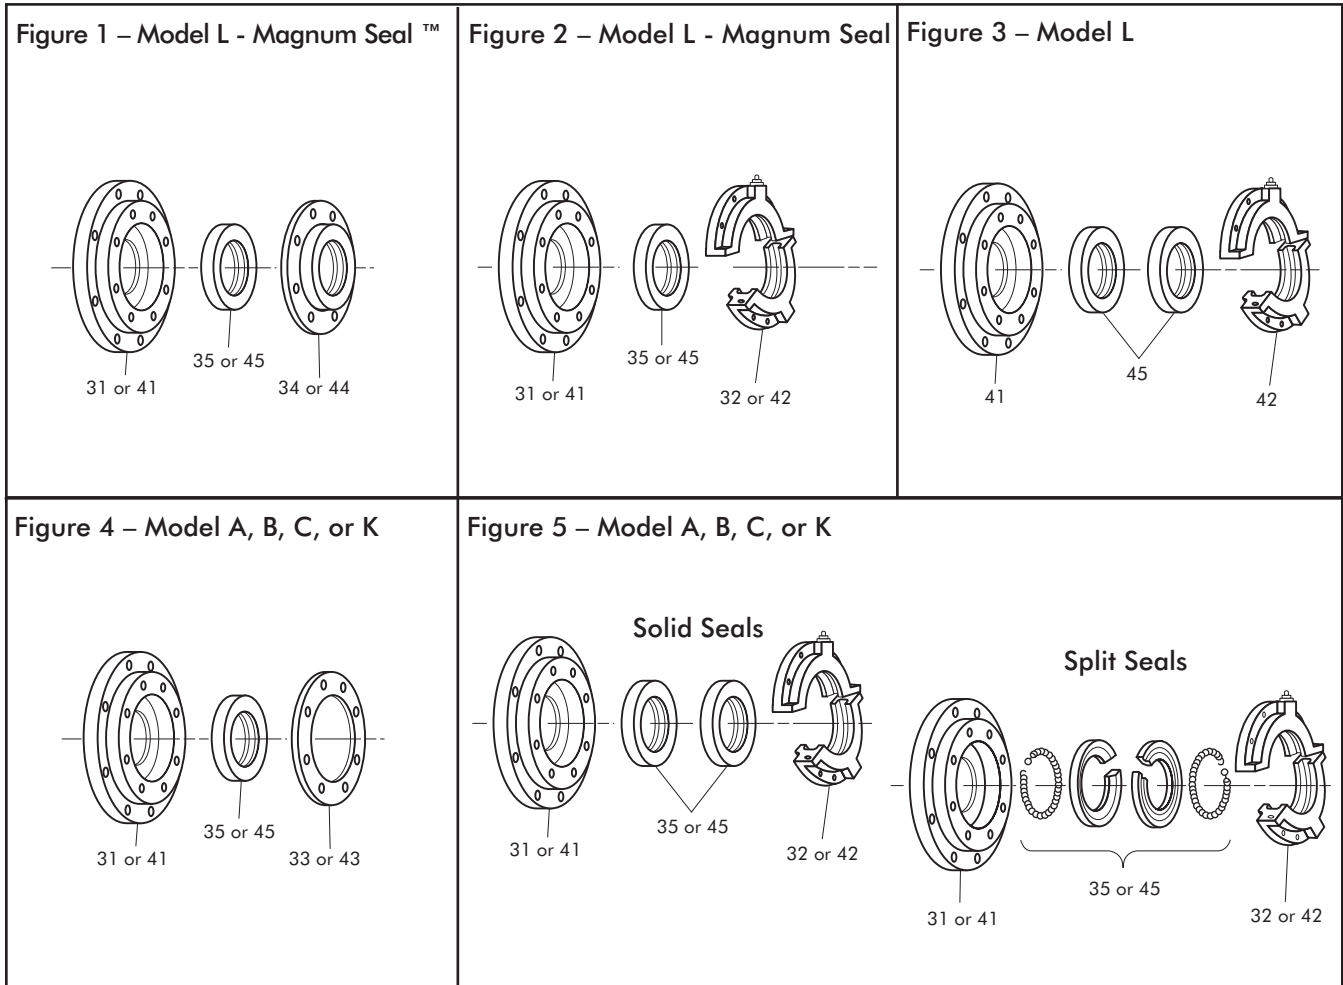 Figure 1 – Model L - Magnum Seal ™
31 or 41
35 or 45
34 or 44
Figure 2 – Model L - Magnum Seal
31 or 41
35 or 45
32 or 42
Figure 3 – Model L
41
45
42
Figure 4 – Model A, B, C, or K
31 or 41
35 or 45
33 or 43
Figure 5 – Model A, B, C, or K
Solid Seals
31 or 41
35 or 45
32 or 42
Split Seals
31 or 41
35 or 45
32 or 42